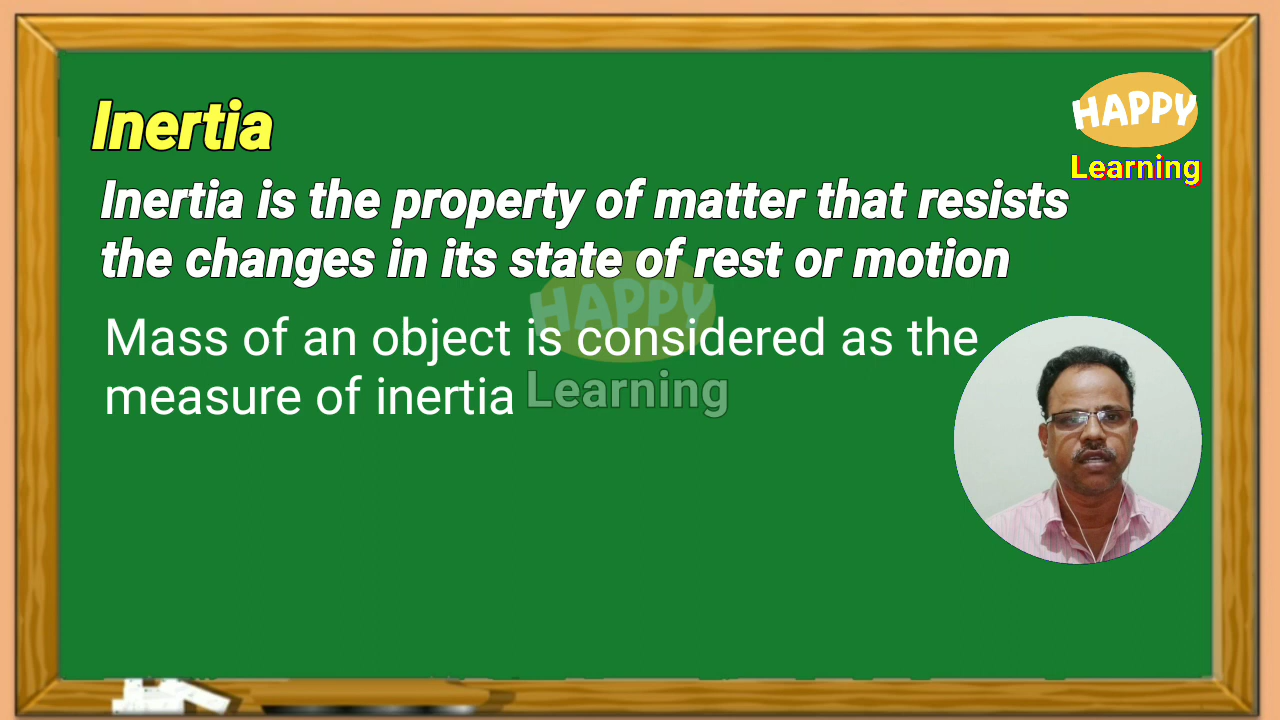 Inertia
HAPPY
Learning
Inertia is the property of matter that resists
the changes in its state of rest or motion
HAPPY
Mass of an object is considered as the
measure of inertia
Learning